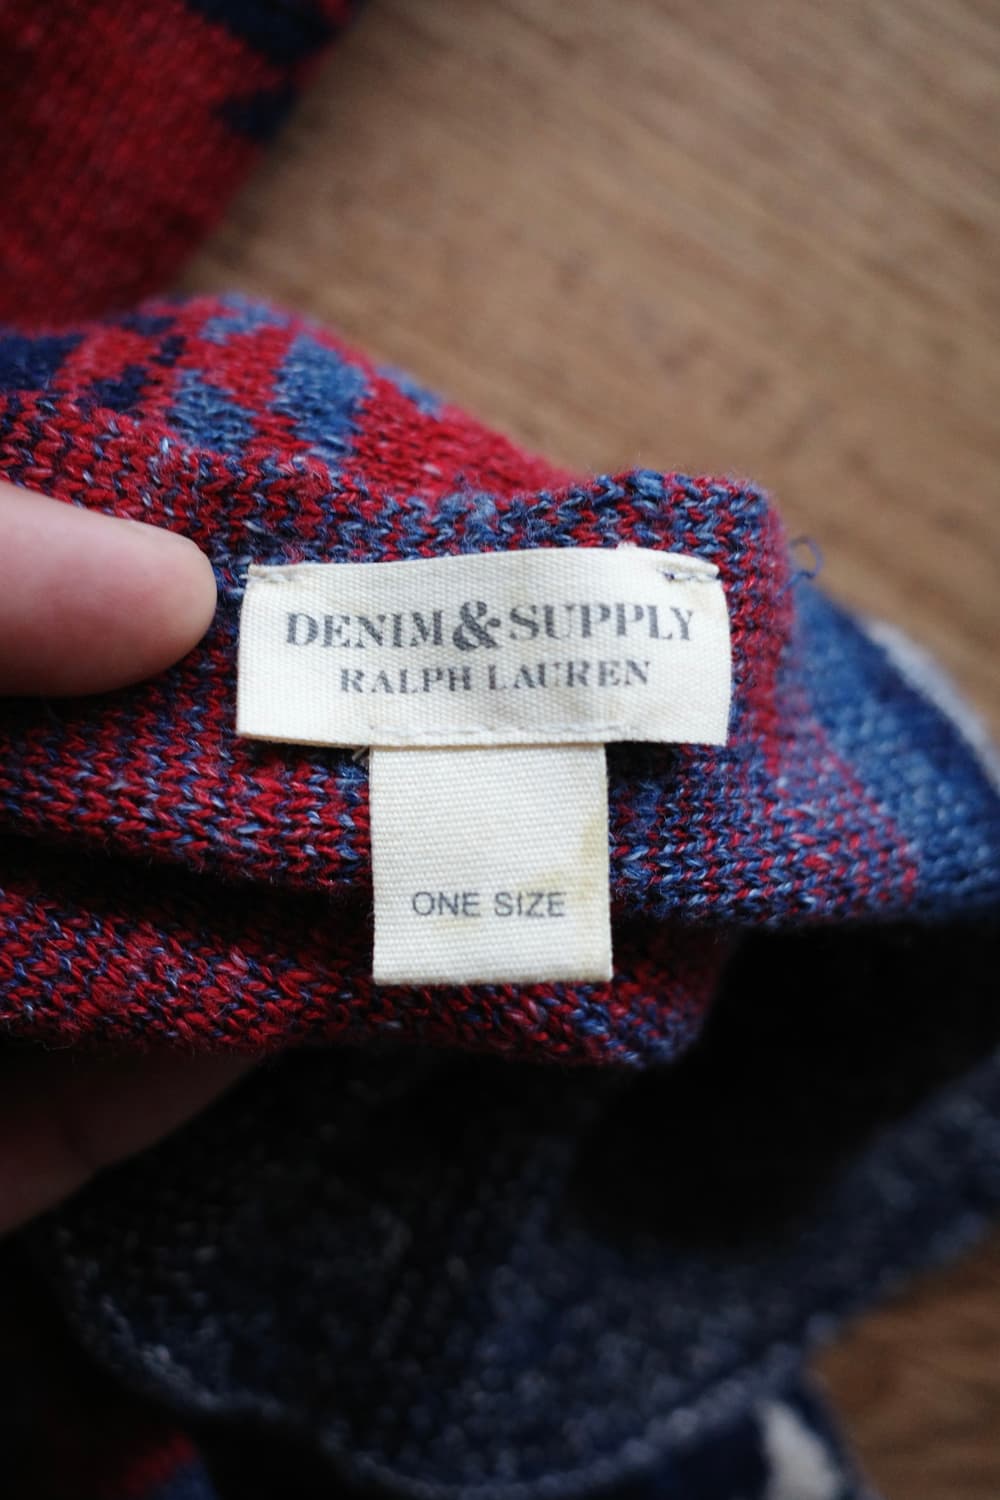 DENIM & SUPPLY
RALPH LAUREN
ONE SIZE